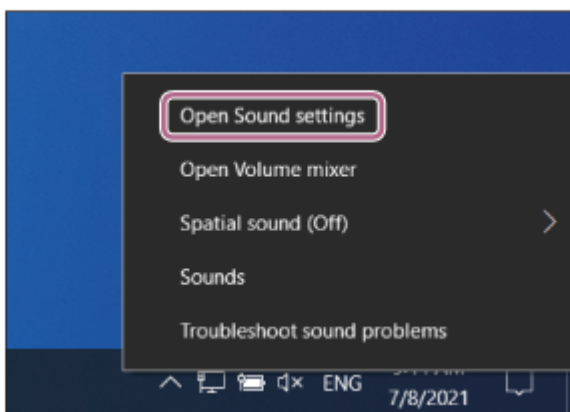 Open Sound settings
Open Volume mixer
Spatial sound (Off)
Sounds
Troubleshoot sound problems
ENG
7/8/2021